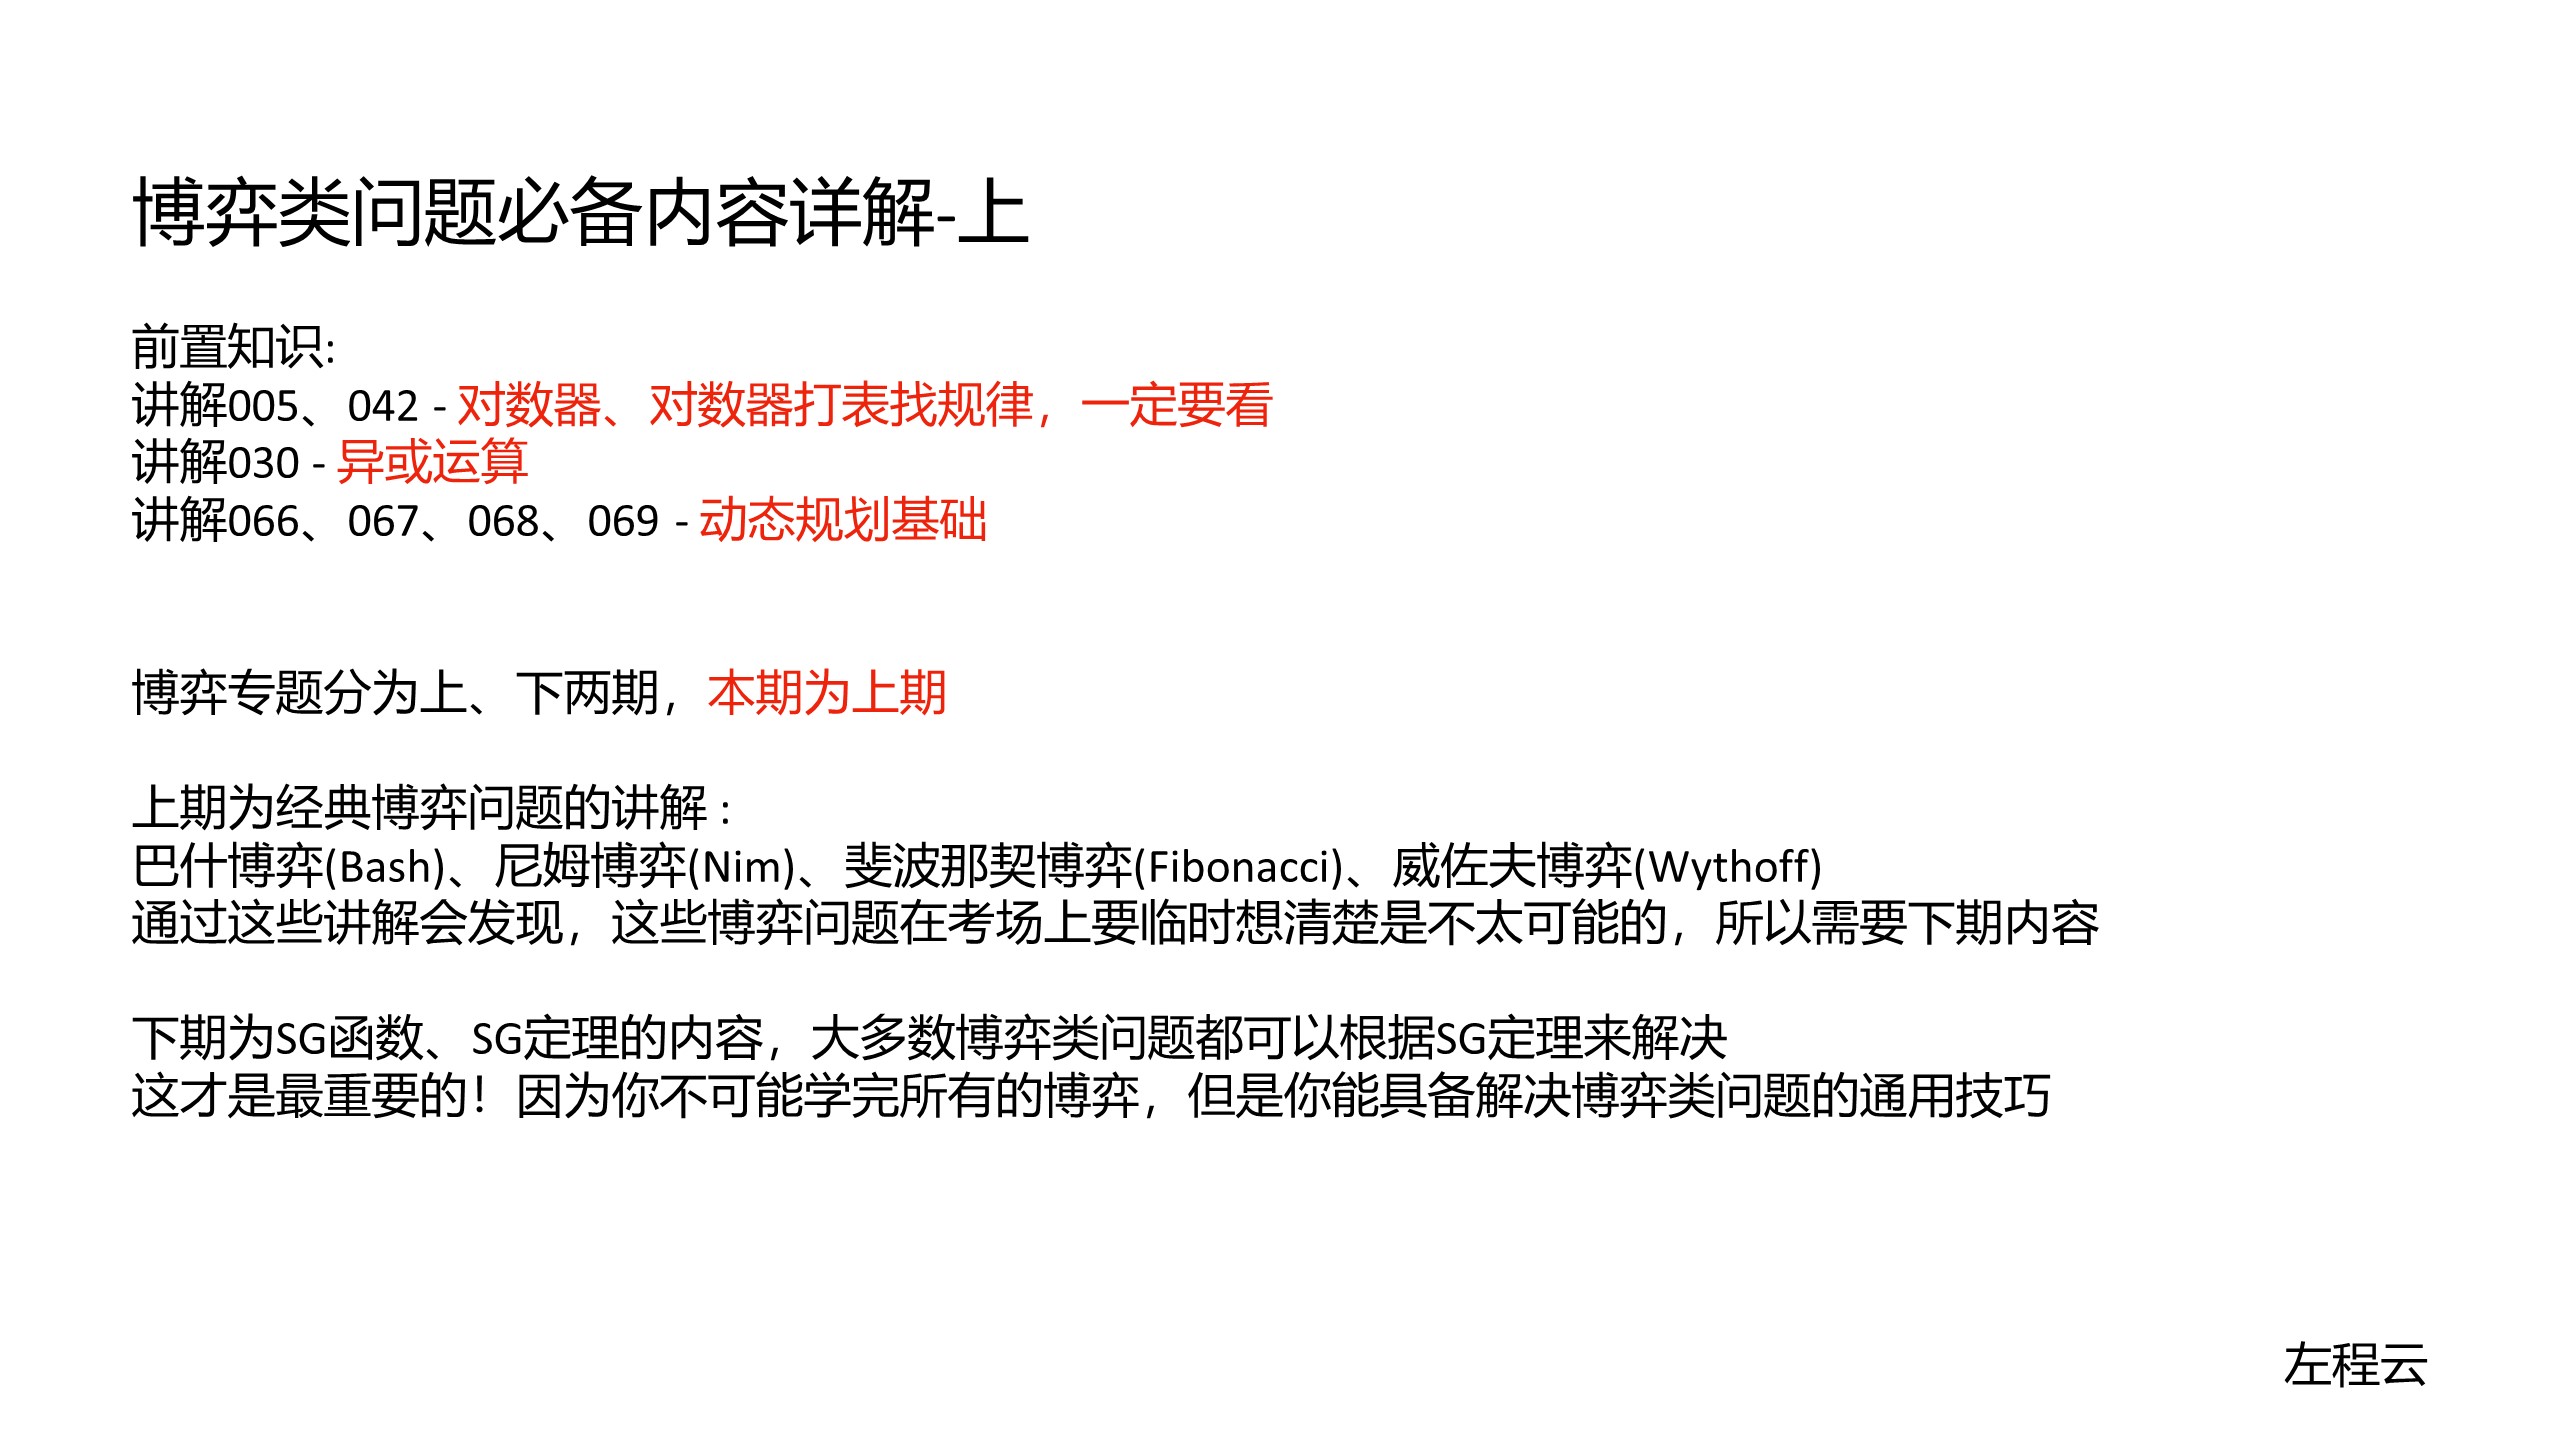 博弈类问题必备内容详解-上
前置知识:
讲解005、042 - 对数器、对数器打表找规律，一定要看
讲解030 - 异或运算
讲解066、067、068、069 - 动态规划基础
博弈专题分为上、下两期，本期为上期
上期为经典博弈问题的讲解 :
巴什博弈(Bash)、尼姆博弈(Nim)、斐波那契博弈(Fibonacci)、威佐夫博弈(Wythoff)
通过这些讲解会发现，这些博弈问题在考场上要临时想清楚是不太可能的，所以需要下期内容
下期为SG函数、SG定理的内容，大多数博弈类问题都可以根据SG定理来解决
这才是最重要的！因为你不可能学完所有的博弈，但是你能具备解决博弈类问题的通用技巧
左程云